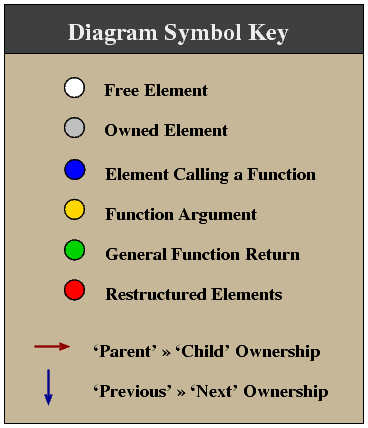 Diagram Symbol Key
Free Element
Owned Element
Element Calling a Function
Function Argument
General Function Return
Restructured Elements
‘Parent’ » ‘Child’ Ownership
‘Previous’ » ‘Next’ Ownership